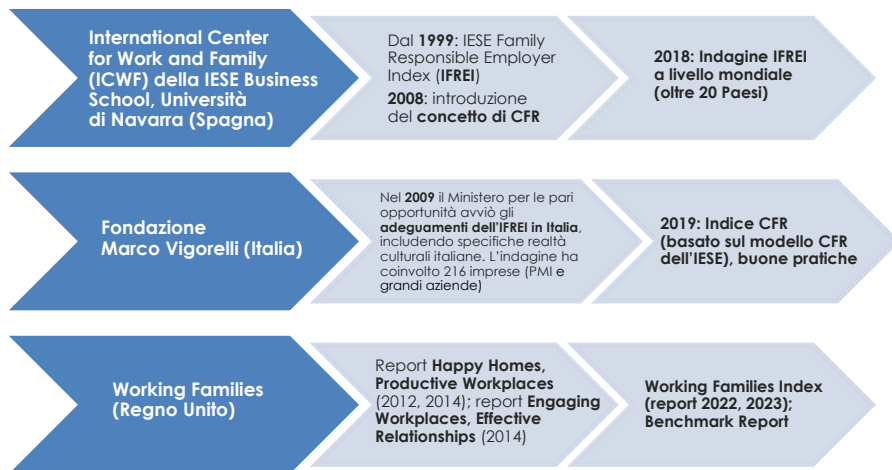 International Center
for Work and Family
(ICWF) della IESE Business
School, Università
di Navarra (Spagna)
Dal 1999: IESE Family
Responsible Employer
Index (IFREI)
2008: introduzione
del concetto di CFR
2018: Indagine IFREI
a livello mondiale
(oltre 20 Paesi)
Fondazione
Marco Vigorelli (Italia)
Nel 2009 il Ministero per le pari
opportunità avviò gli
adeguamenti dell'IFREI in Italia,
includendo specifiche realtà
culturali italiane. L'indagine ha
coinvolto 216 imprese (PMI e
grandi aziende)
2019: Indice CFR
(basato sul modello CFR
dell'IESE), buone pratiche
Working Families
(Regno Unito)
Report Happy Homes,
Productive Workplaces
(2012, 2014); report Engaging
Workplaces, Effective
Relationships (2014)
Working Families Index
(report 2022, 2023);
Benchmark Report